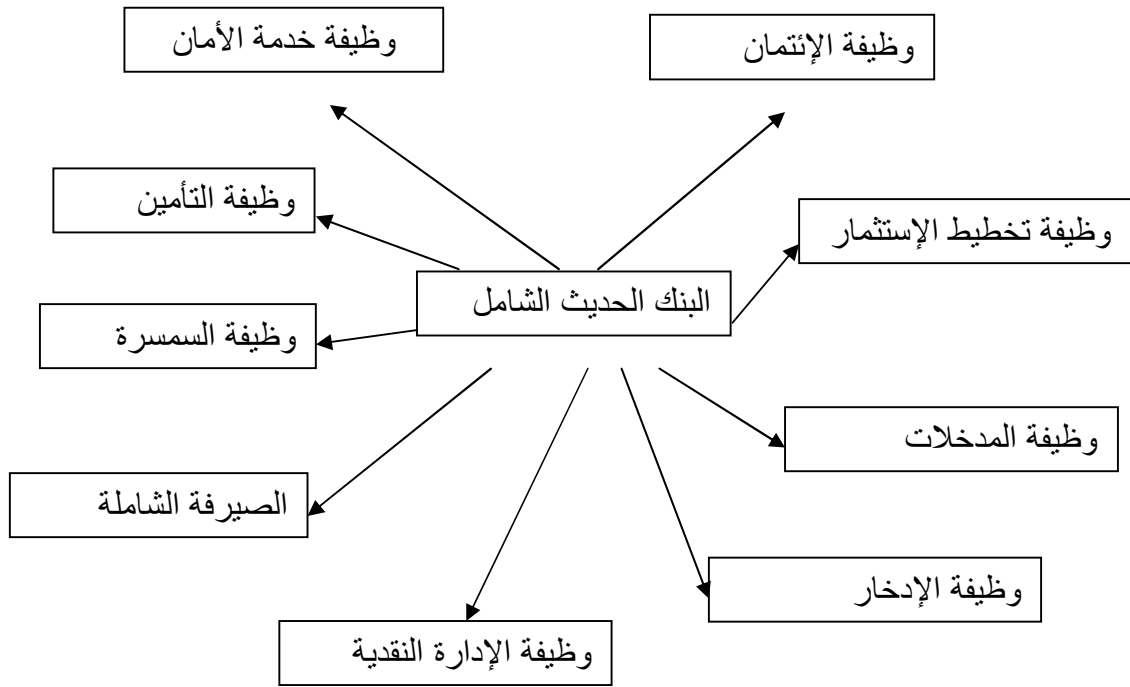 وظيفة الإئتمان
وظيفة خدمة الأمان
وظيفة التأمين
وظيفة تخطيط الإستثمار
البنك الحديث الشامل
وظيفة السمسرة
وظيفة المدخلات
الصيرفة الشاملة
وظيفة الإدخار
وظيفة الإدارة النقدية